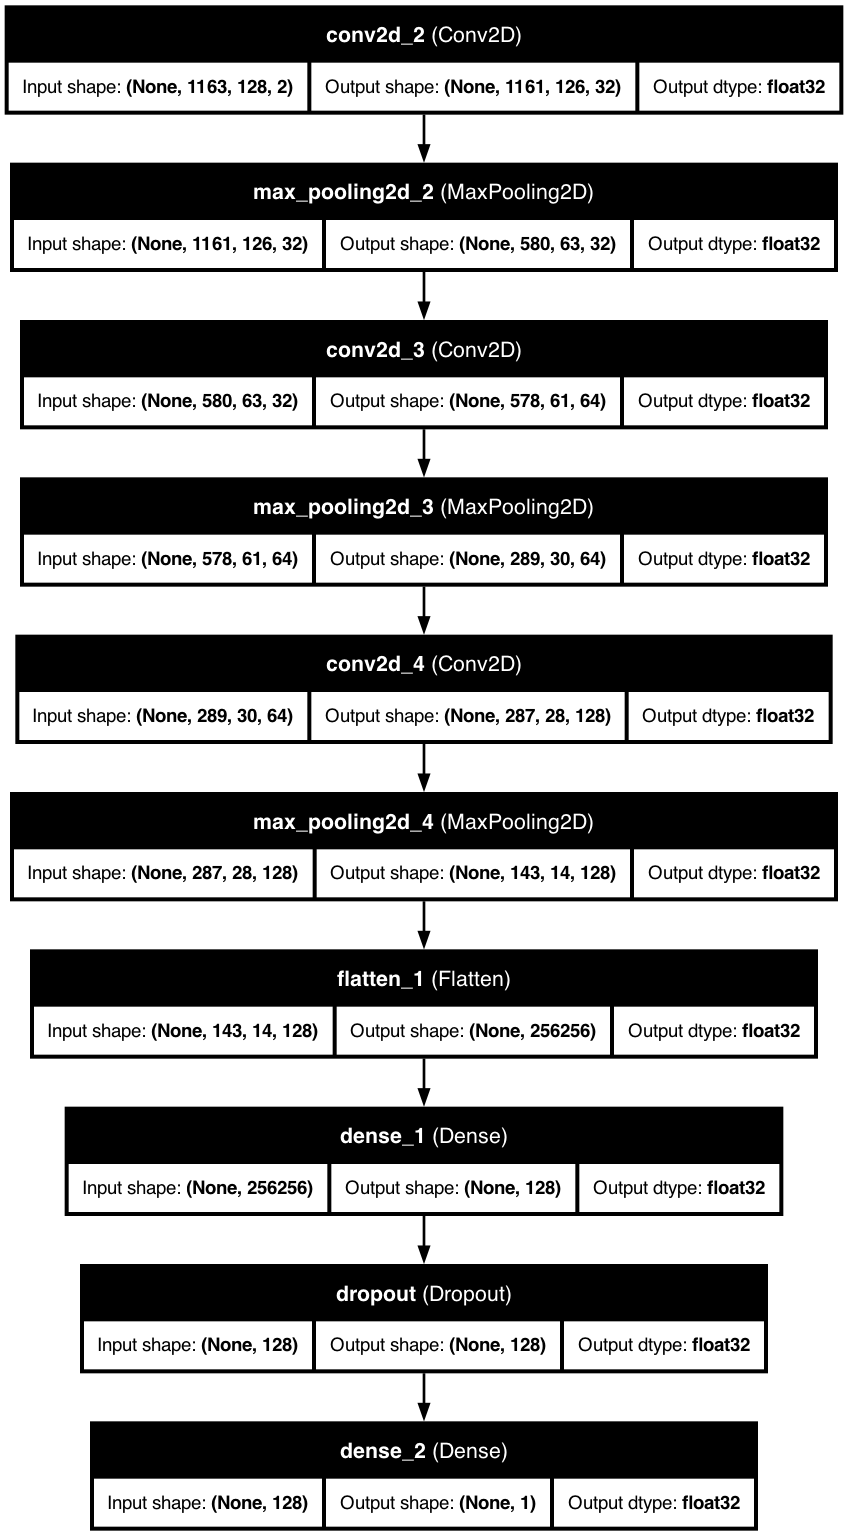 conv2d_2 (Conv2D)
Input shape: (None, 1163, 128, 2) Output shape: (None, 1161, 126, 32) Output dtype: float32
max_pooling2d_2 (MaxPooling2D)
Input shape: (None, 1161, 126, 32) Output shape: (None, 580, 63, 32) Output dtype: float32
conv2d_3 (Conv2D)
Input shape: (None, 580, 63, 32) Output shape: (None, 578, 61, 64) Output dtype: float32
max_pooling2d_3 (MaxPooling2D)
Input shape: (None, 578, 61, 64) Output shape: (None, 289, 30, 64) Output dtype: float32
conv2d_4 (Conv2D)
Input shape: (None, 289, 30, 64) Output shape: (None, 287, 28, 128) Output dtype: float32
max_pooling2d_4 (MaxPooling2D)
Input shape: (None, 287, 28, 128) Output shape: (None, 143, 14, 128) Output dtype: float32
flatten_1 (Flatten)
Input shape: (None, 143, 14, 128) Output shape: (None, 256256) Output dtype: float32
dense_1 (Dense)
Input shape: (None, 256256) Output shape: (None, 128) Output dtype: float32
dropout (Dropout)
Input shape: (None, 128) Output shape: (None, 128) Output dtype: float32
dense_2 (Dense)
Input shape: (None, 128) Output shape: (None, 1) Output dtype: float32